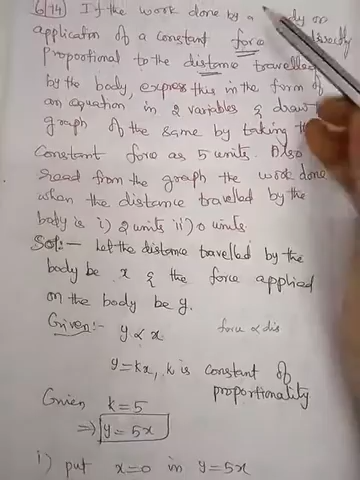 6/14) If the work done by a body on
application of a constant force directly
proportional to the distance travelled
by the body, express this in the form of
an equation in 2 variables & draw
graph of the same by taking the
Constant force as 5 units. Also
read from the graph the work done
when the distance travelled by the
body is i) 2 units ii) 0 units.
Sol:- Let the distance travelled by the
body be x & the force applied
on the body be y.
Given:- y ∝ x force ∝ dis
y = kx, k is constant of
proportionality
Given k = 5
⇒ y = 5x
i) put x=0 in y=5x